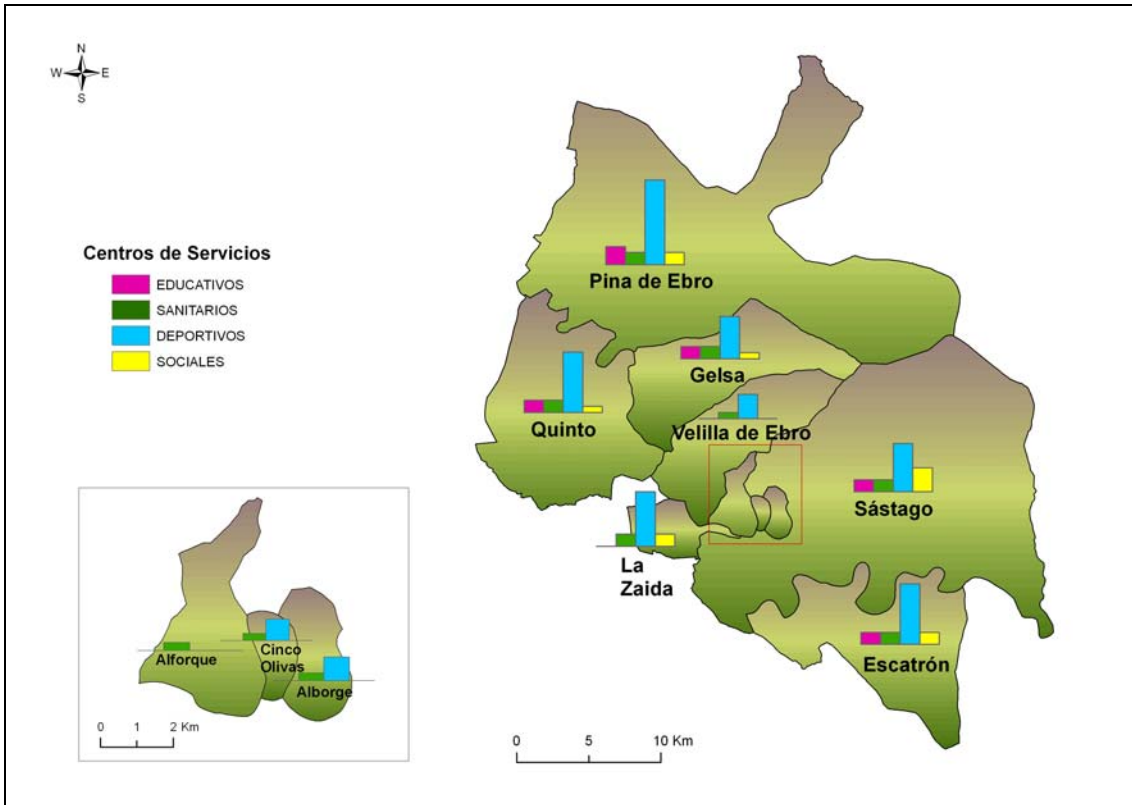 N
W E
S
Centros de Servicios
EDUCATIVOS
SANITARIOS
DEPORTIVOS
SOCIALES
Pina de Ebro
Gelsa
Quinto
Velilla de Ebro
Sástago
La
Zaida
Escatrón
Alforque
Cinco
Olivas
Alborge
0 1 2 Km
0 5 10 Km